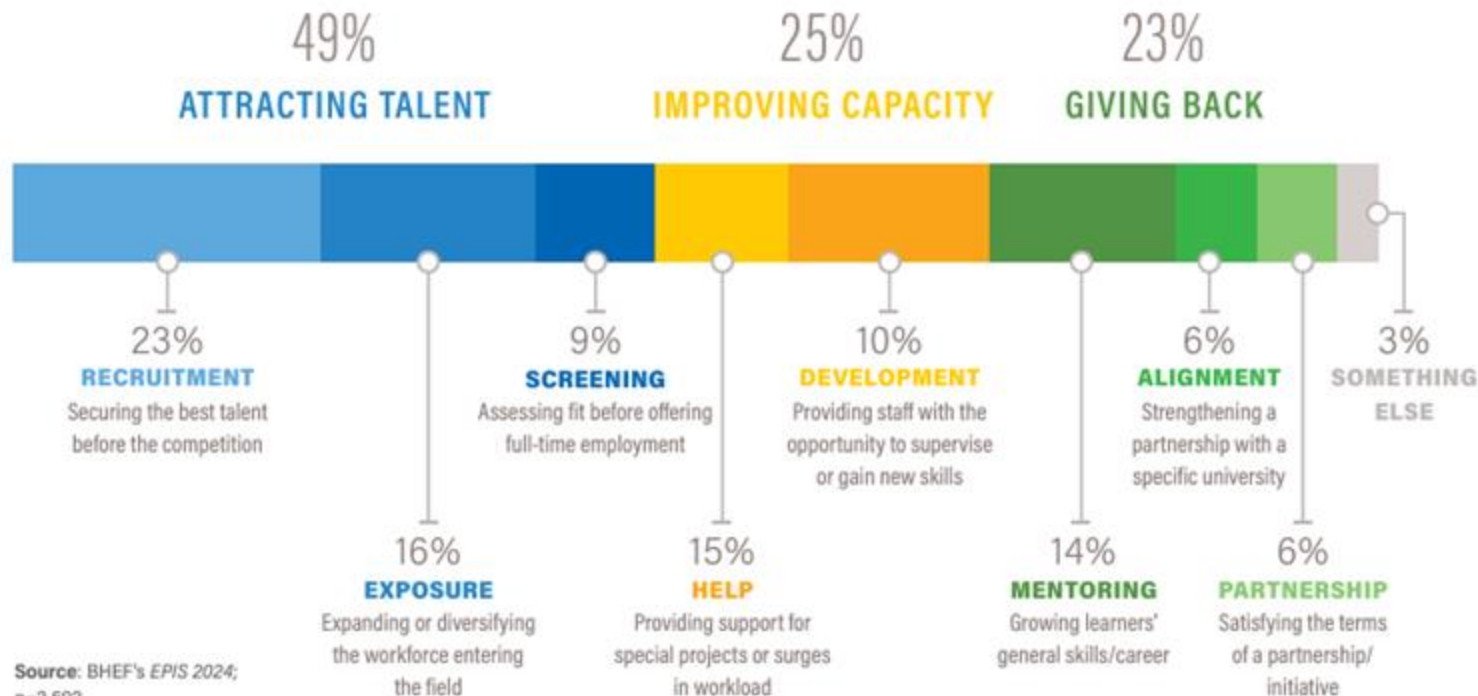 49%
ATTRACTING TALENT
25%
IMPROVING CAPACITY
23%
GIVING BACK
23%
RECRUITMENT
Securing the best talent
before the competition
9%
SCREENING
Assessing fit before offering
full-time employment
10%
DEVELOPMENT
Providing staff with the
opportunity to supervise
or gain new skills
6%
ALIGNMENT
Strengthening a
partnership with a
specific university
3%
SOMETHING
ELSE
16%
EXPOSURE
Expanding or diversifying
the workforce entering
the field
15%
HELP
Providing support for
special projects or surges
in workload
14%
MENTORING
Growing learners'
general skills/career
6%
PARTNERSHIP
Satisfying the terms
of a partnership/
initiative
Source: BHEF's EPIS 2024;